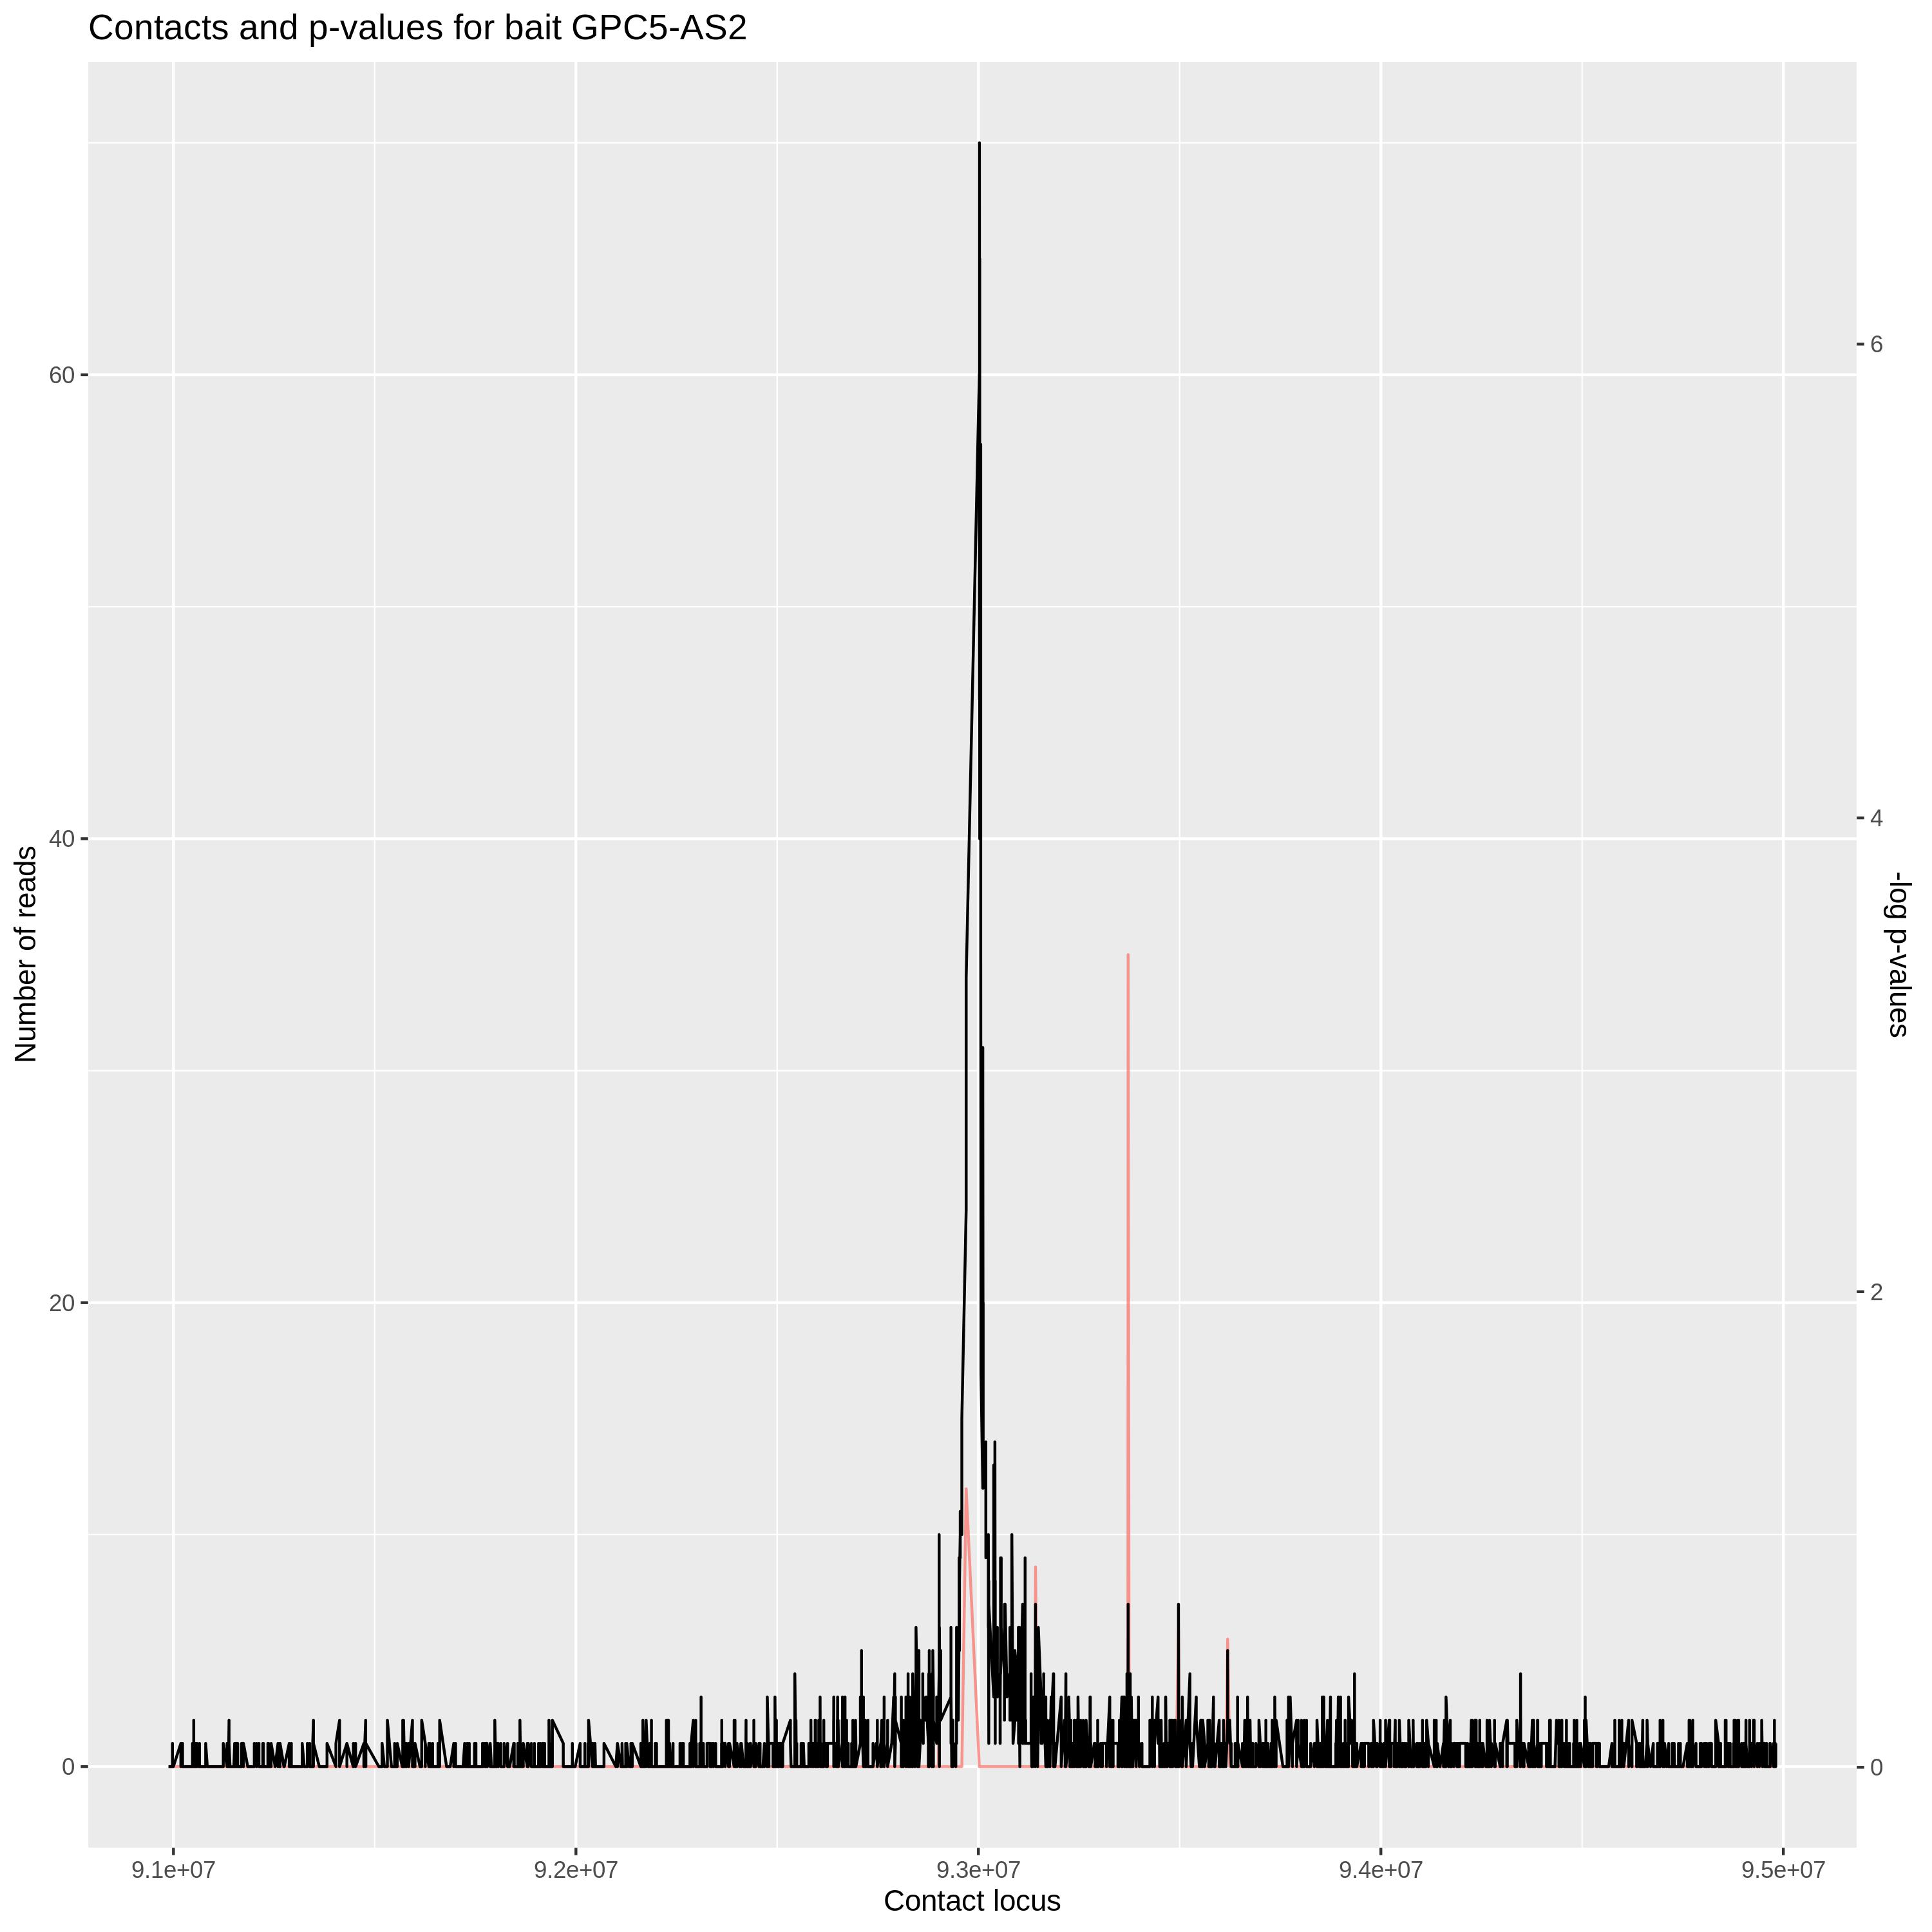 Contacts and p-values for bait GPC5-AS2
Number of reads
60
40
20
0
6
4
2
0
-log p-values
9.1e+07 9.2e+07 9.3e+07 9.4e+07 9.5e+07
Contact locus